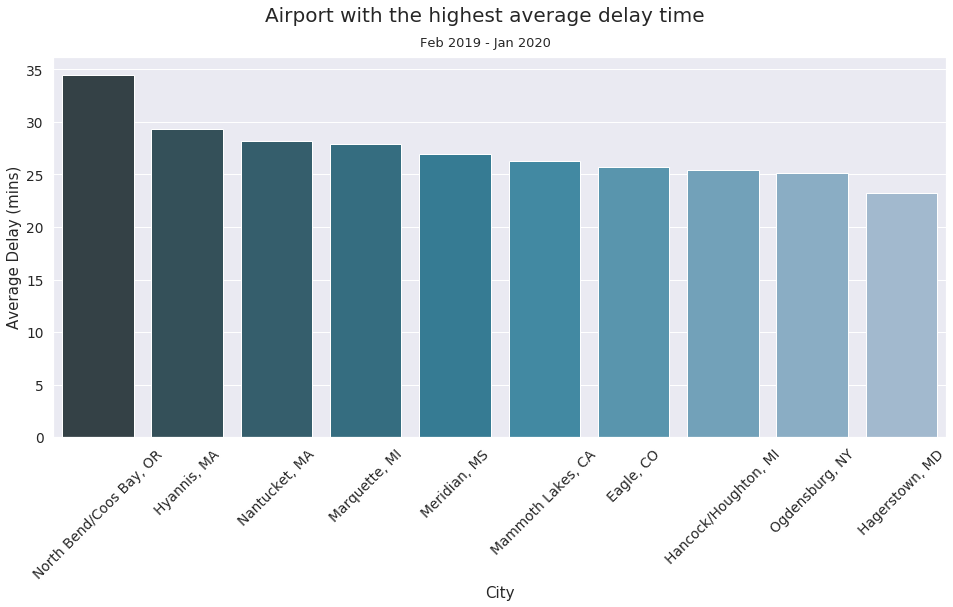 Airport with the highest average delay time
Feb 2019 - Jan 2020
Average Delay (mins)
35
30
25
20
15
10
5
0
North Bend/Coos Bay, OR
Hyannis, MA
Nantucket, MA
Marquette, MI
Meridian, MS
Mammoth Lakes, CA
Eagle, CO
Hancock/Houghton, MI
Ogdensburg, NY
Hagerstown, MD
City